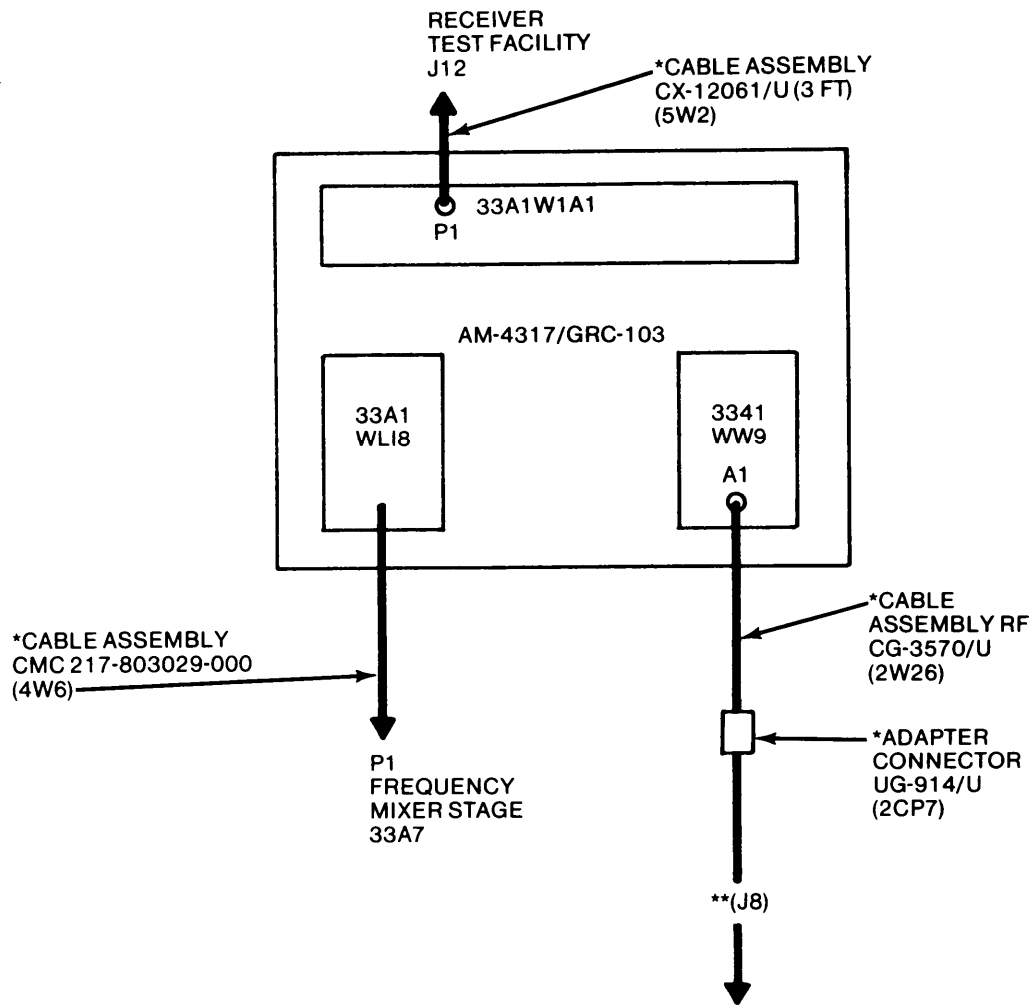 RECEIVER
TEST FACILITY
J12
*CABLE ASSEMBLY
CX-12061/U (3 FT)
(5W2)
33A1W1A1
P1
AM-4317/GRC-103
33A1
WLI8
3341
WW9
A1
*CABLE ASSEMBLY
CMC 217-803029-000
(4W6)
*CABLE
ASSEMBLY RF
CG-3570/U
(2W26)
P1
FREQUENCY
MIXER STAGE
33A7
*ADAPTER
CONNECTOR
UG-914/U
(2CP7)
**(J8)